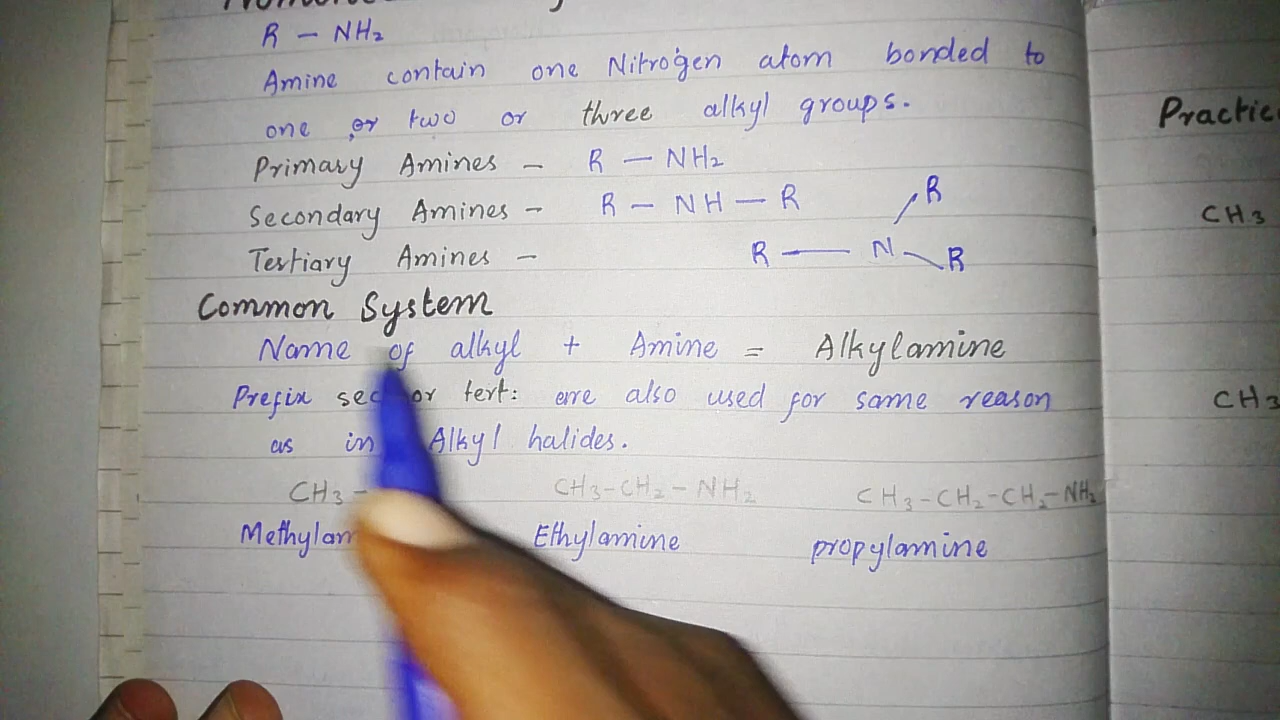 R - NH2
Amine contain one Nitrogen atom bonded to
one or two or three alkyl groups.
Primary Amines - R - NH2
Secondary Amines - R - NH - R
Tertiary Amines - R - N R R
Common System
Name of alkyl + Amine = Alkylamine
Prefix sec or tert: are also used for same reason
as in Alkyl halides.
CH3 - CH3-CH2-NH2 CH3-CH2-CH2-NH2
Methylam Ethylamine propylamine
Practic
CH3
CH3